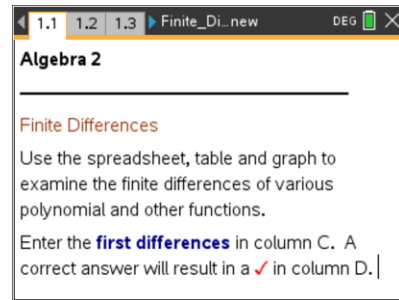 1.1 1.2 1.3 Finite_Di...new DEG
Algebra 2
Finite Differences
Use the spreadsheet, table and graph to
examine the finite differences of various
polynomial and other functions.
Enter the first differences in column C. A
correct answer will result in a ✓ in column D.